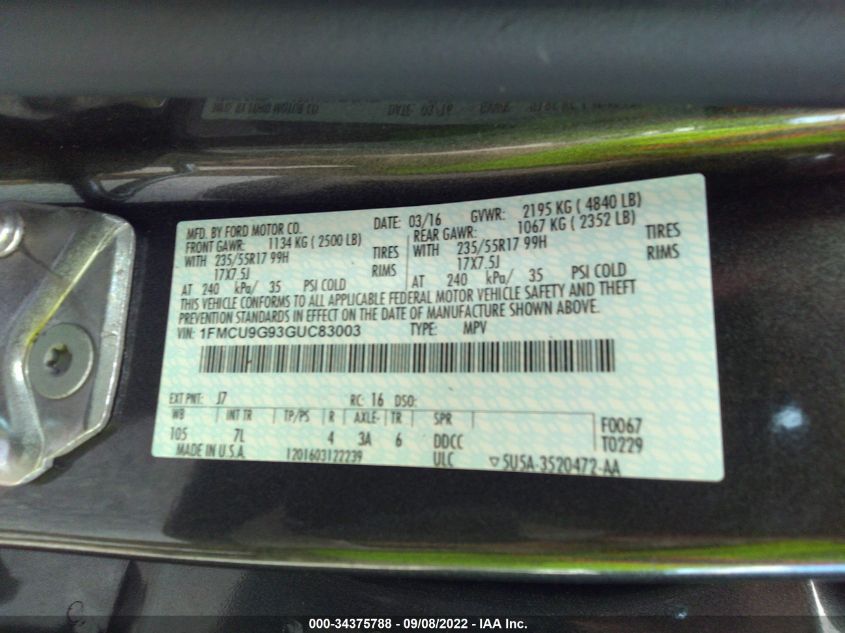 MFD. BY FORD MOTOR CO. DATE: 03/16 GVWR: 2195 KG ( 4840 LB)
FRONT GAWR: 1134 KG ( 2500 LB) REAR GAWR: 1067 KG ( 2352 LB)
WITH 235/55R17 99H TIRES WITH 235/55R17 99H TIRES
17X7.5J RIMS 17X7.5J RIMS
AT 240 kPa/ 35 PSI COLD AT 240 kPa/ 35 PSI COLD
THIS VEHICLE CONFORMS TO ALL APPLICABLE FEDERAL MOTOR VEHICLE SAFETY AND THEFT
PREVENTION STANDARDS IN EFFECT ON THE DATE OF MANUFACTURE SHOWN ABOVE.
VIN: 1FMCU9G93GUC83003 TYPE: MPV
EXT PNT: J7 RC: 16 DSO:
WB INT TR TP/PS R AXLE- TR SPR F0067
105 7L 4 3A 6 DDCC T0229
MADE IN U.S.A. 1201603122239 ULC ▽5U5A-3520472-AA
000-34375788 - 09/08/2022 - IAA Inc.